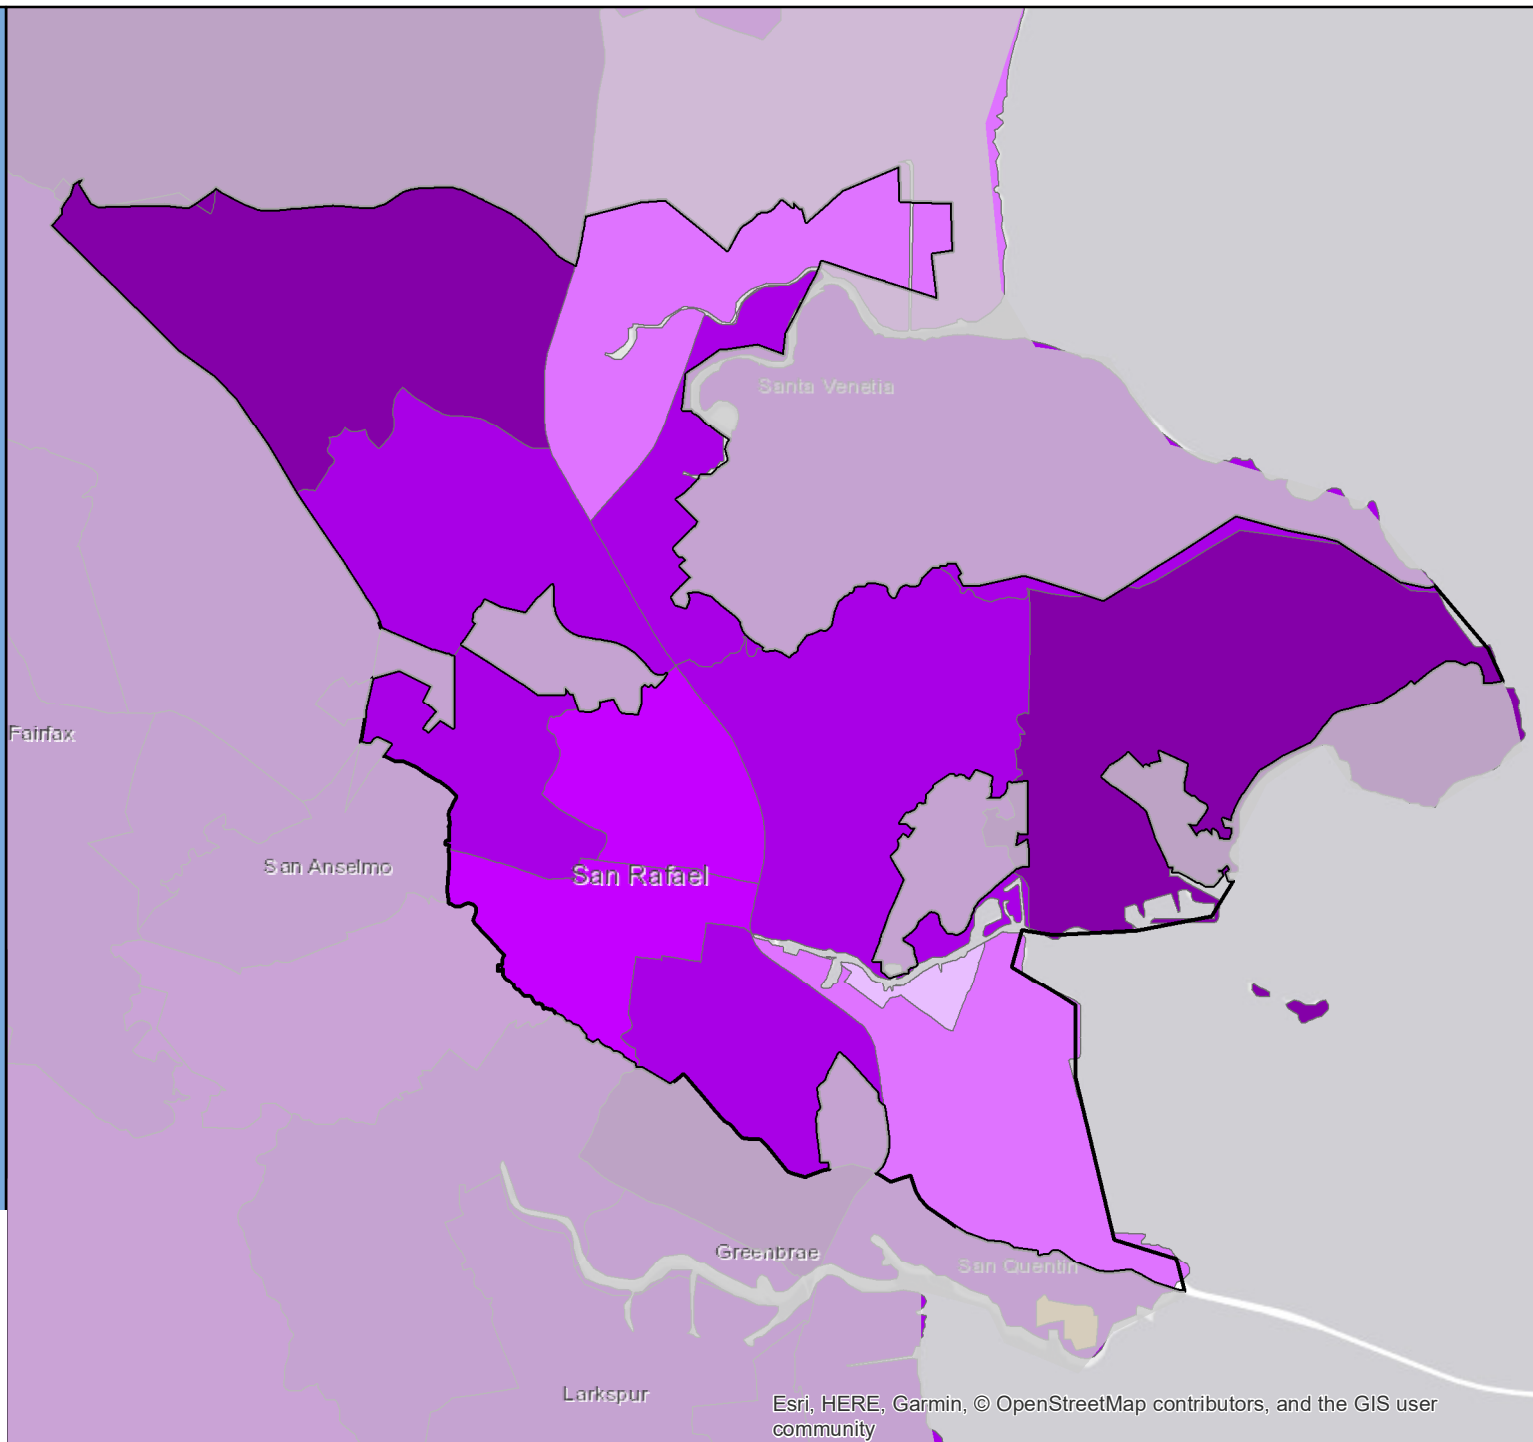 Santa Venetia
Fairfax
San Anselmo
San Rafael
Greenbrae
San Quentin
Larkspur
Esri, HERE, Garmin, © OpenStreetMap contributors, and the GIS user
community